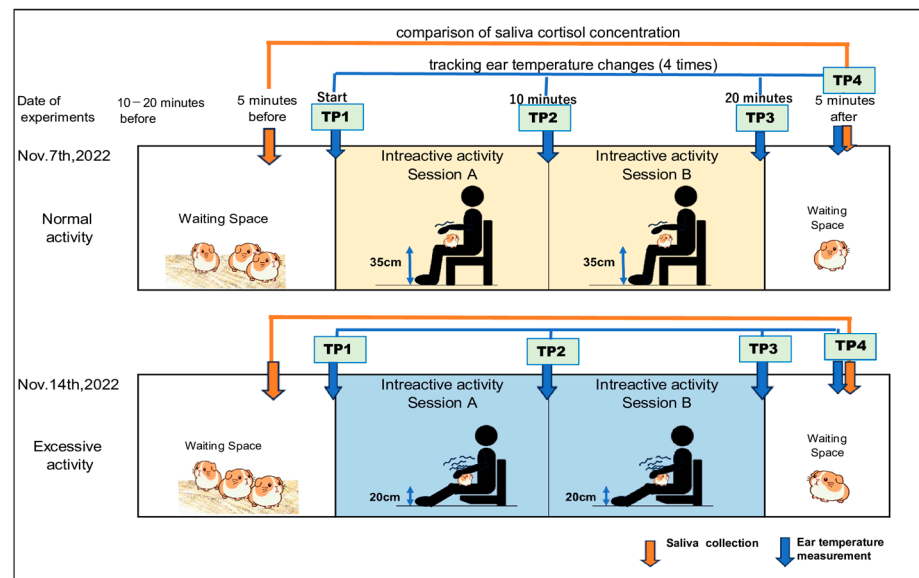 comparison of saliva cortisol concentration
tracking ear temperature changes (4 times)
TP4
Date of experiments
10－20 minutes before
5 minutes before
Start
TP1
10 minutes
TP2
20 minutes
TP3
5 minutes after
Nov.7th,2022
Normal activity
Waiting Space
Intreactive activity
Session A
35cm
Intreactive activity
Session B
35cm
Waiting Space
TP1
TP2
TP3
TP4
Nov.14th,2022
Excessive activity
Waiting Space
Intreactive activity
Session A
20cm
Intreactive activity
Session B
20cm
Waiting Space
Saliva collection
Ear temperature measurement